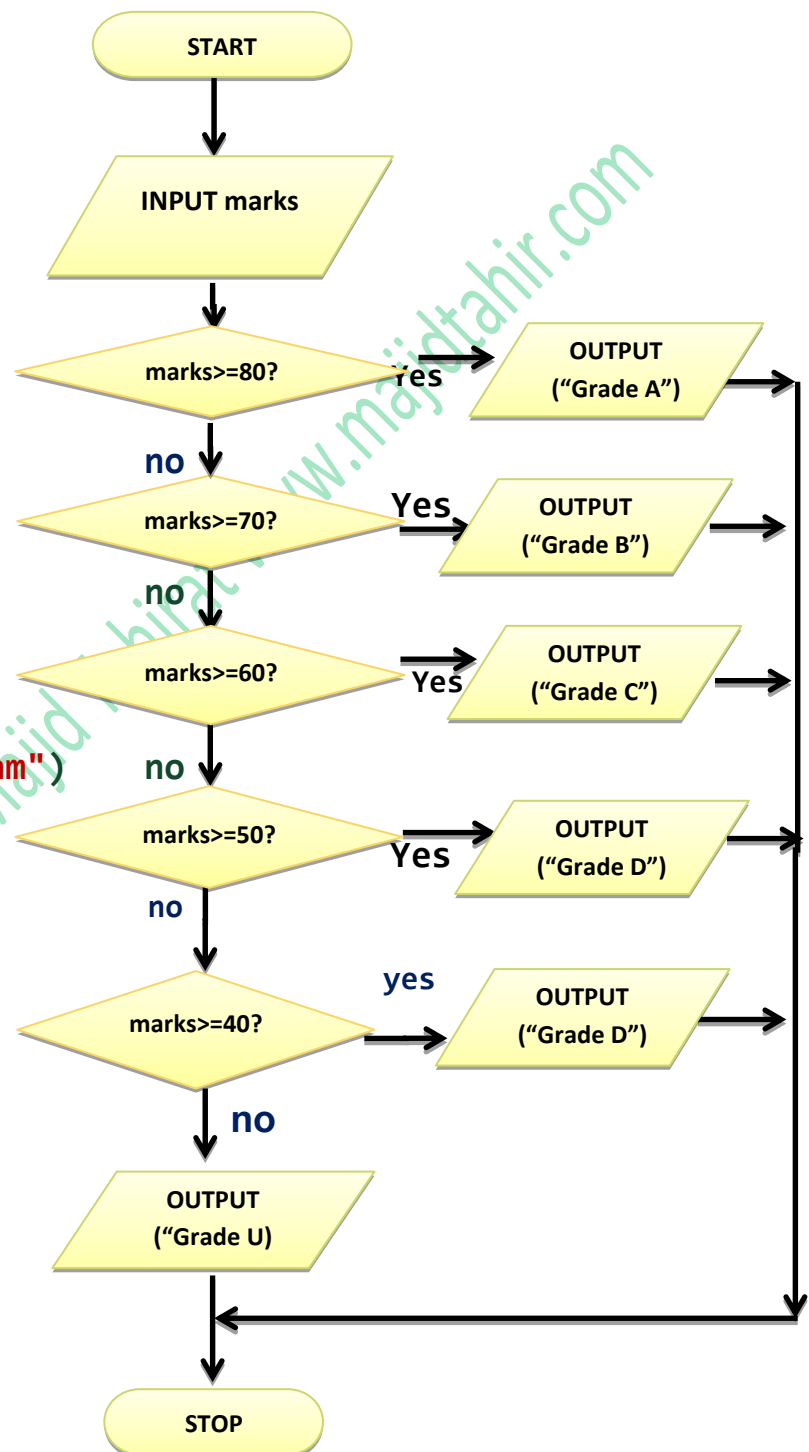 START
INPUT marks
marks>=80?
Yes
OUTPUT
(“Grade A”)
no
marks>=70?
Yes
OUTPUT
(“Grade B”)
no
marks>=60?
Yes
OUTPUT
(“Grade C”)
no
marks>=50?
Yes
OUTPUT
(“Grade D”)
no
marks>=40?
yes
OUTPUT
(“Grade D”)
no
OUTPUT
(“Grade U)
STOP
m")
www.majidtahir.com